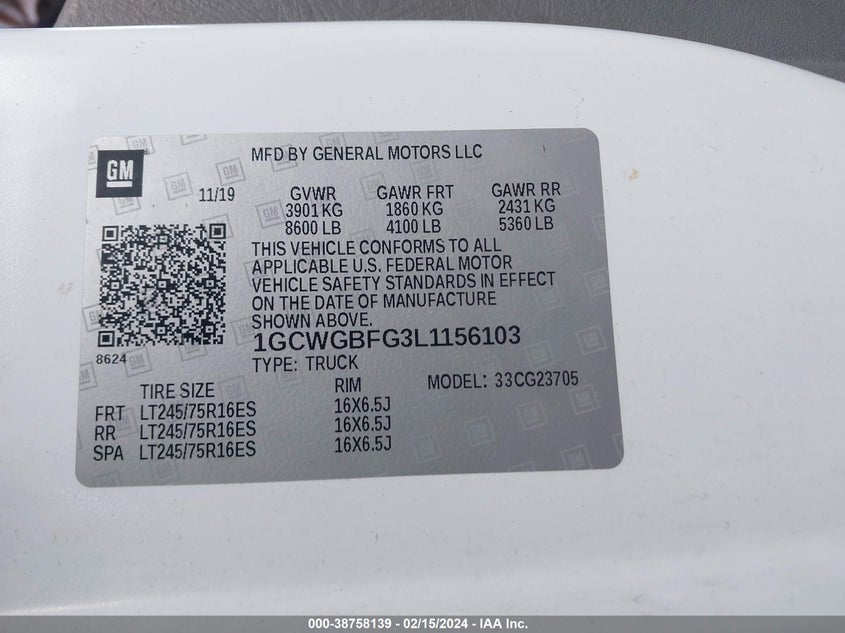 GM
MFD BY GENERAL MOTORS LLC
11/19
GVWR GAWR FRT GAWR RR
3901 KG 1860 KG 2431 KG
8600 LB 4100 LB 5360 LB
THIS VEHICLE CONFORMS TO ALL
APPLICABLE U.S. FEDERAL MOTOR
VEHICLE SAFETY STANDARDS IN EFFECT
ON THE DATE OF MANUFACTURE
SHOWN ABOVE.
8624
1GCWGBFG3L1156103
TYPE: TRUCK
MODEL: 33CG23705
TIRE SIZE RIM
FRT LT245/75R16ES 16X6.5J
RR LT245/75R16ES 16X6.5J
SPA LT245/75R16ES 16X6.5J
000-38758139 - 02/15/2024 - IAA Inc.